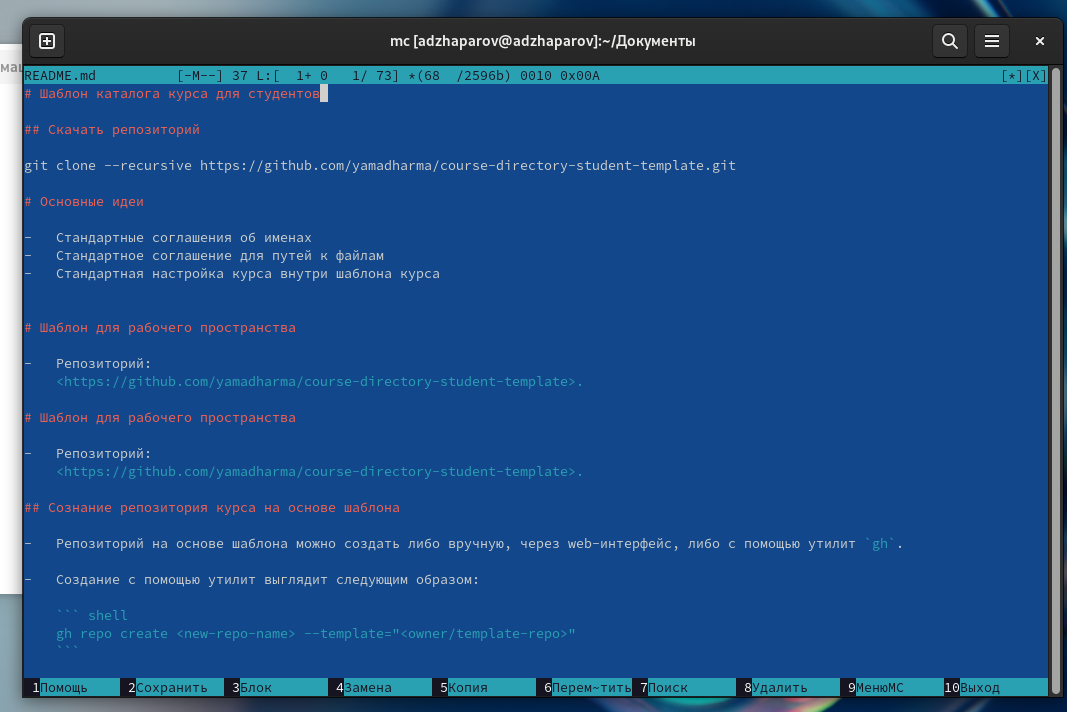 mc [adzhaparov@adzhaparov]:~/Документы
README.md [-M--] 37 L:[ 1+ 0 1/ 73] *(68 /2596b) 0010 0x00A [*][X]
# Шаблон каталога курса для студентов
## Скачать репозиторий
git clone --recursive https://github.com/yamadharma/course-directory-student-template.git
# Основные идеи
- Стандартные соглашения об именах
- Стандартное соглашение для путей к файлам
- Стандартная настройка курса внутри шаблона курса
# Шаблон для рабочего пространства
- Репозиторий:
<https://github.com/yamadharma/course-directory-student-template>.
# Шаблон для рабочего пространства
- Репозиторий:
<https://github.com/yamadharma/course-directory-student-template>.
## Сознание репозитория курса на основе шаблона
- Репозиторий на основе шаблона можно создать либо вручную, через web-интерфейс, либо с помощью утилит `gh`.
- Создание с помощью утилит выглядит следующим образом:
``` shell
gh repo create <new-repo-name> --template="<owner/template-repo>"
```
1Помощь 2Сохранить 3Блок 4Замена 5Копия 6Перем~тить 7Поиск 8Удалить 9МенюMC 10Выход